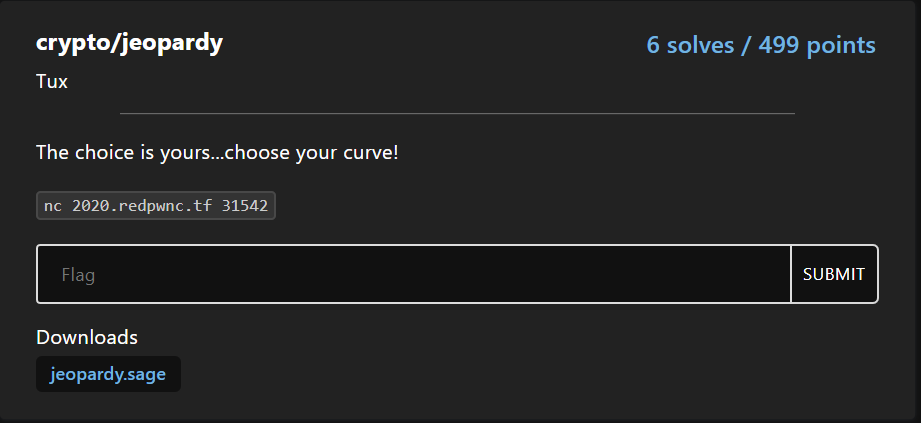 crypto/jeopardy
6 solves / 499 points
Tux
The choice is yours...choose your curve!
nc 2020.redpwnc.tf 31542
Flag
SUBMIT
Downloads
jeopardy.sage